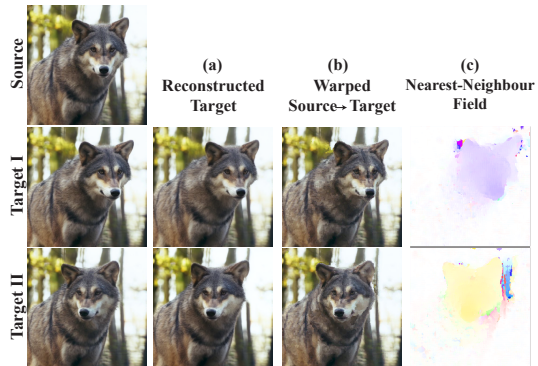 Source
(a)
Reconstructed
Target
(b)
Warped
Source→Target
(c)
Nearest-Neighbour
Field
Target I
Target II